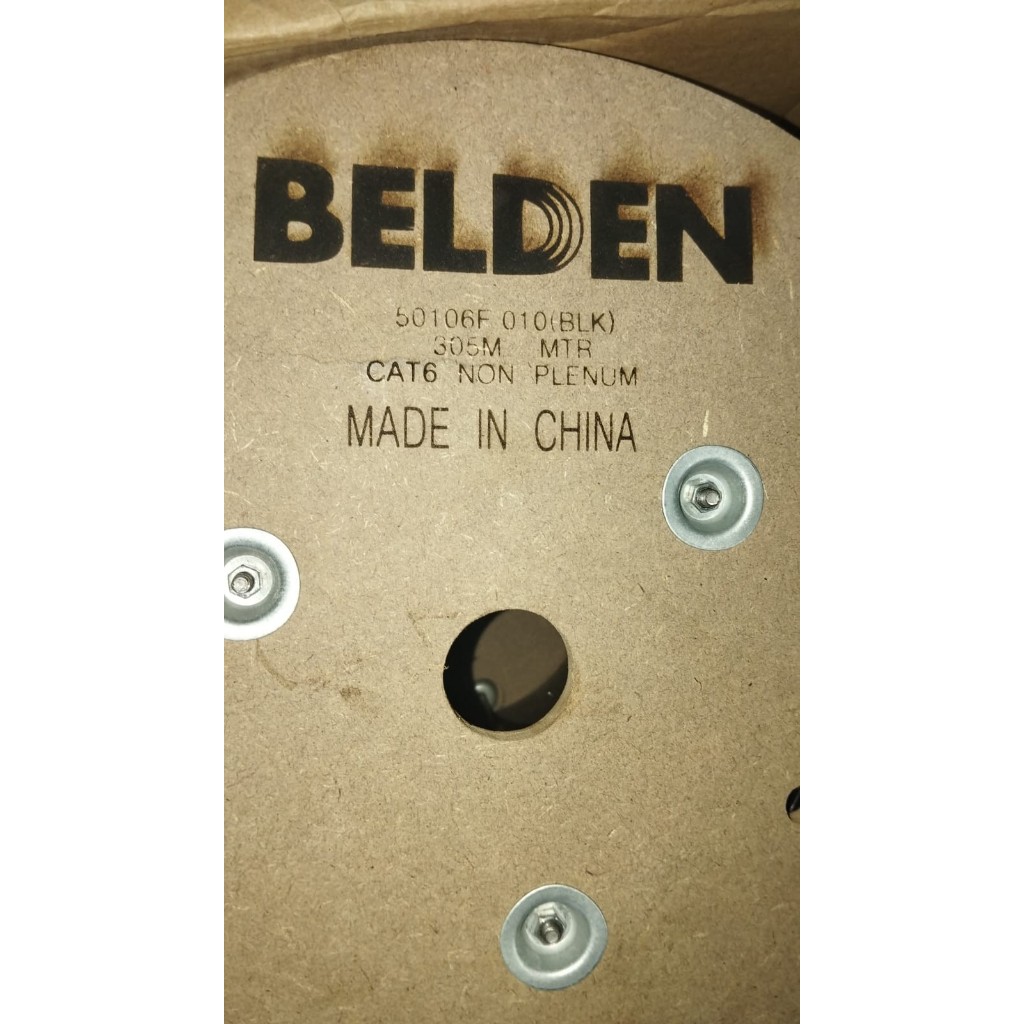 BELDEN
50106F 010(BLK)
305M MTR
CAT6 NON PLENUM
MADE IN CHINA